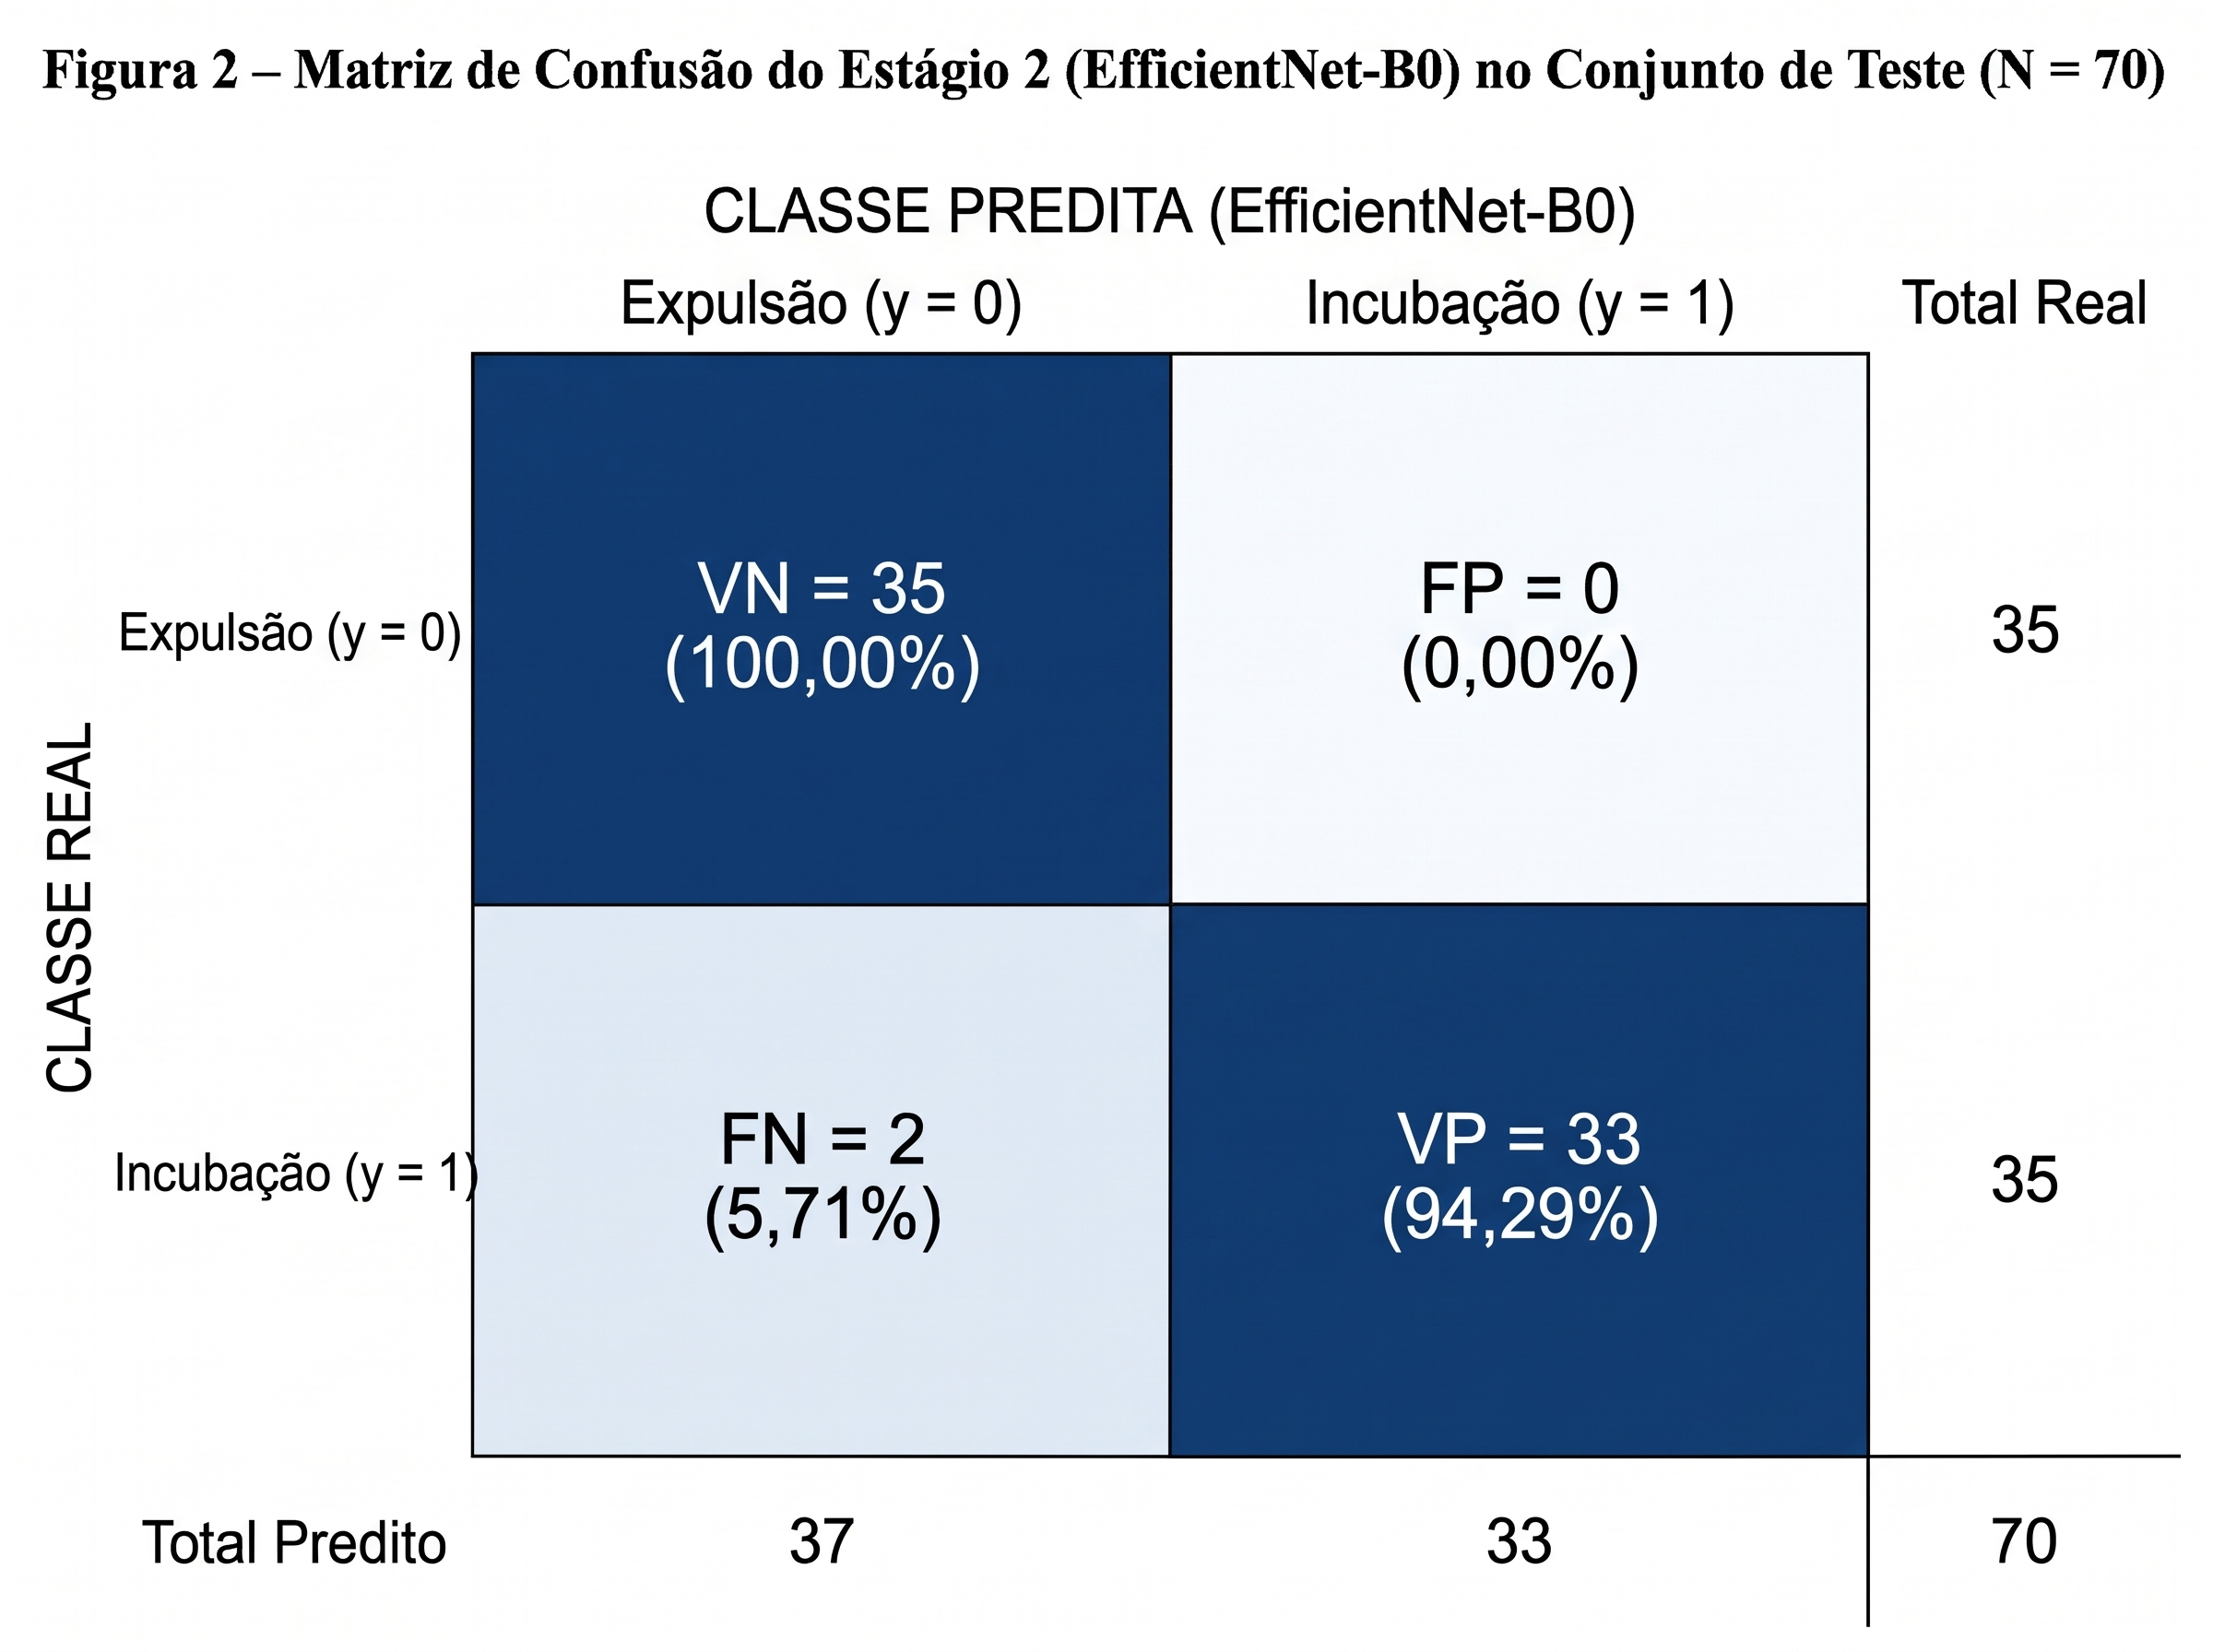 Figura 2 – Matriz de Confusão do Estágio 2 (EfficientNet-B0) no Conjunto de Teste (N = 70)
CLASSE PREDITA (EfficientNet-B0)
Expulsão (y = 0)
Incubação (y = 1)
Total Real
CLASSE REAL
Expulsão (y = 0)
VN = 35
(100,00%)
FP = 0
(0,00%)
35
Incubação (y = 1)
FN = 2
(5,71%)
VP = 33
(94,29%)
35
Total Predito
37
33
70